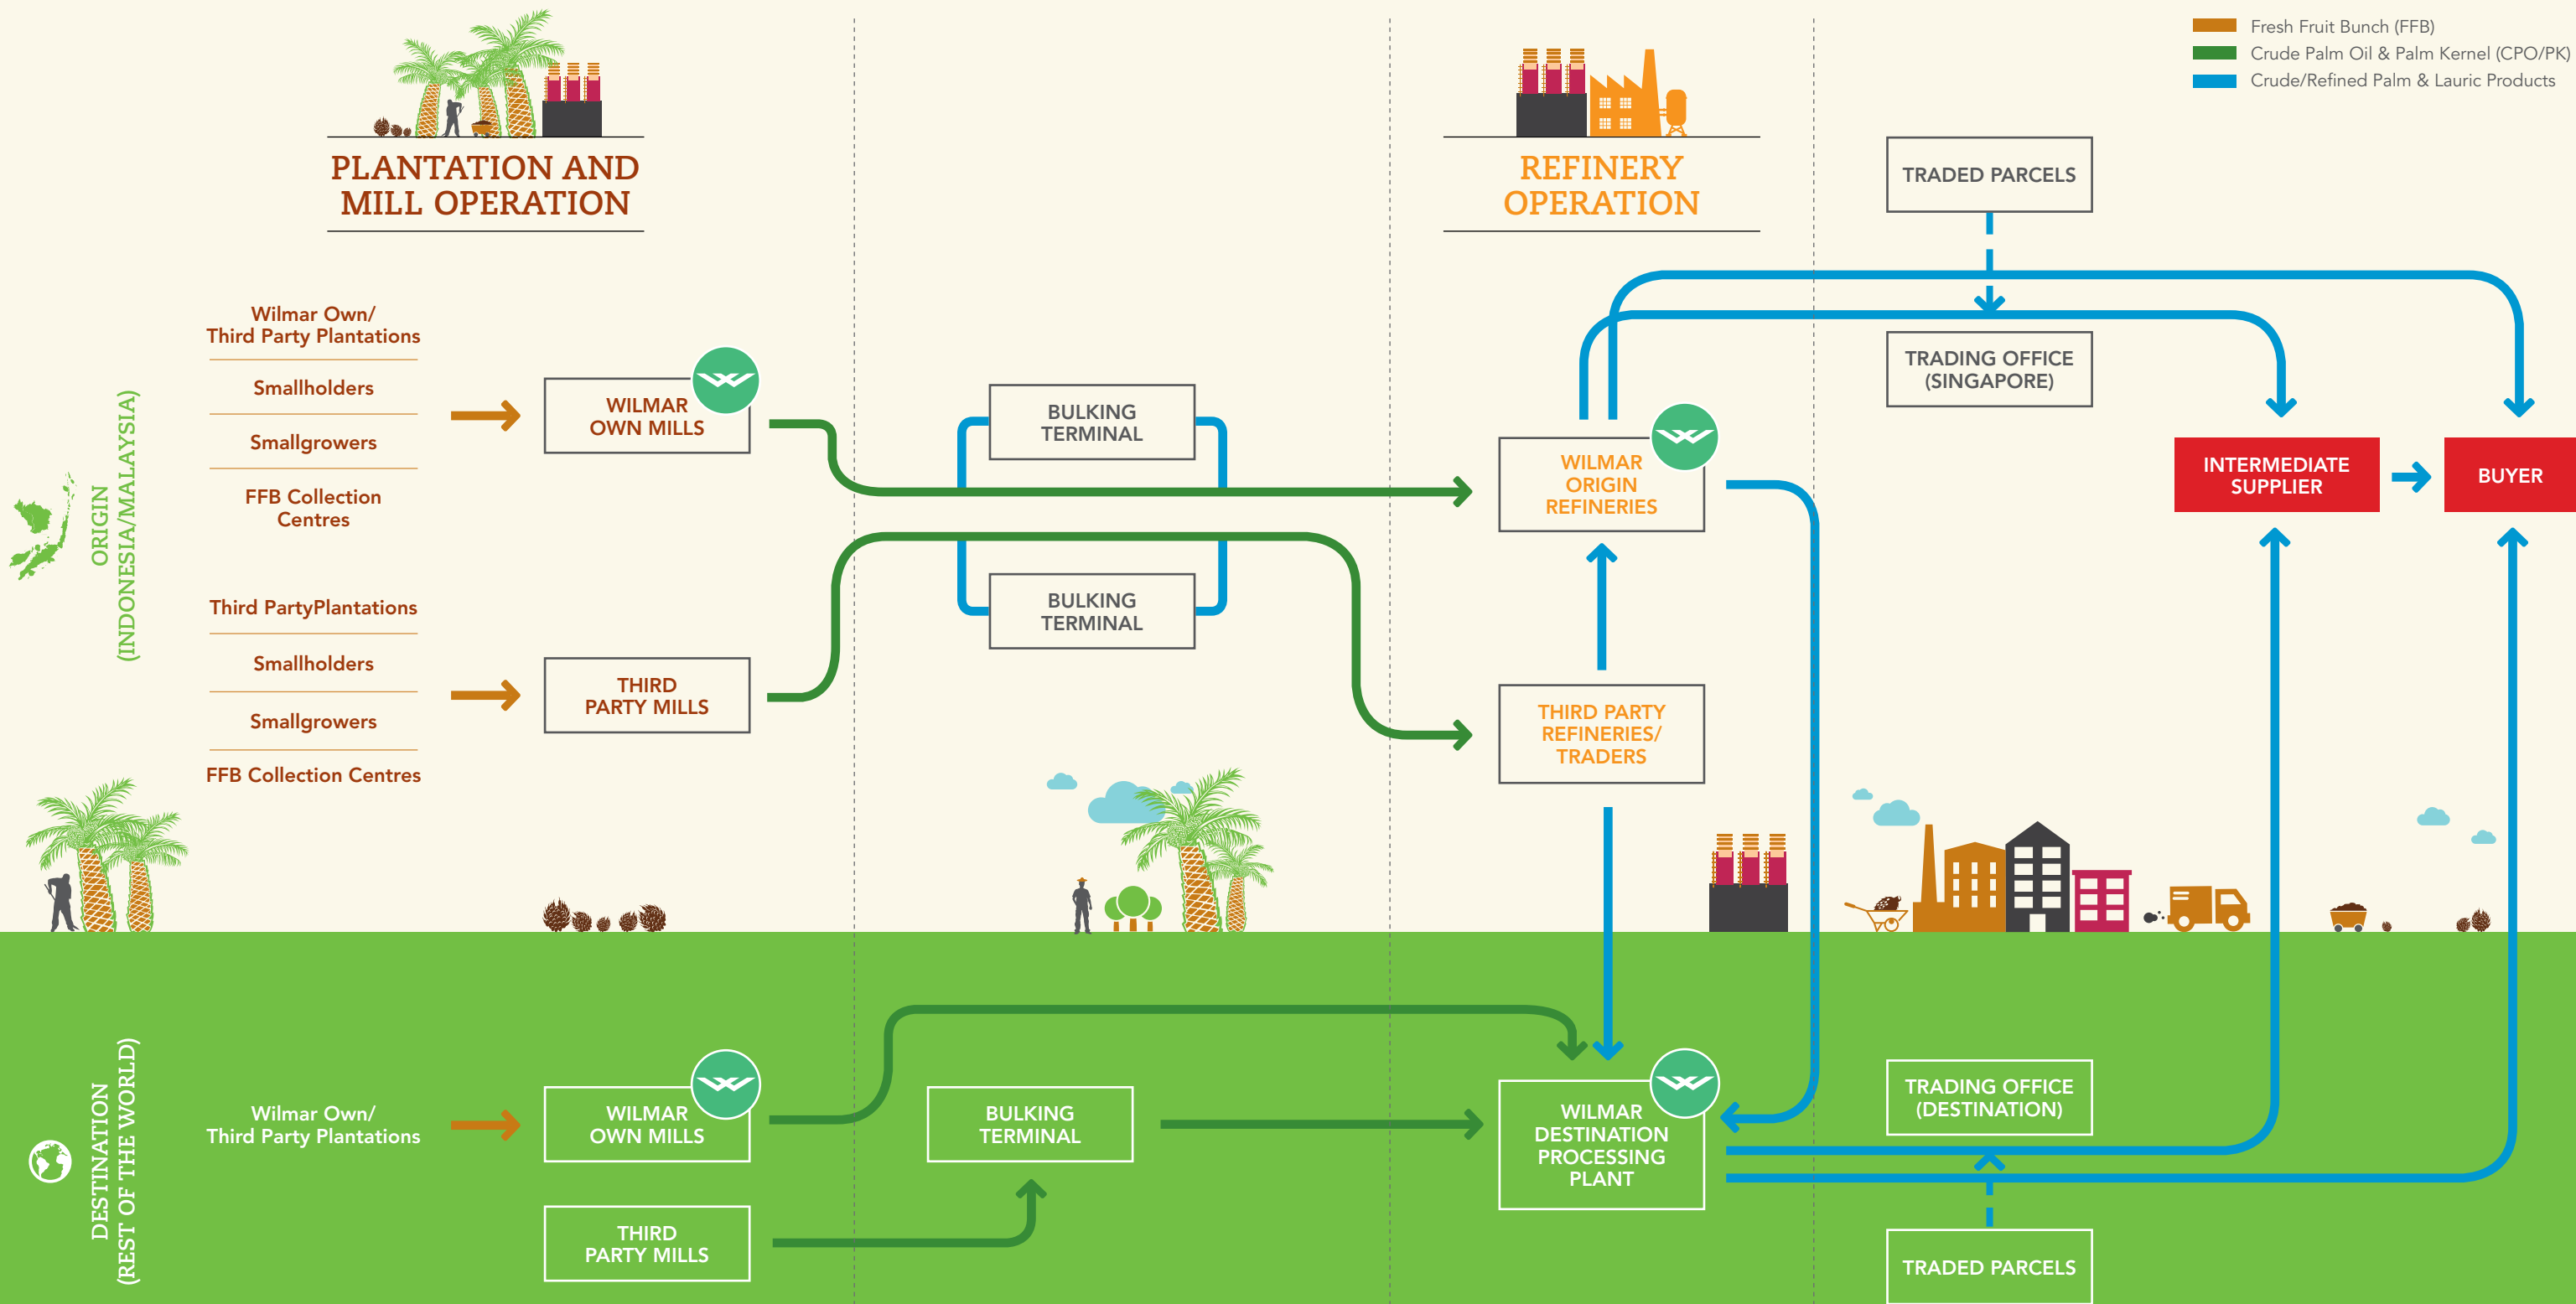 Fresh Fruit Bunch (FFB)
Crude Palm Oil & Palm Kernel (CPO/PK)
Crude/Refined Palm & Lauric Products
PLANTATION AND
MILL OPERATION
REFINERY
OPERATION
TRADED PARCELS
ORIGIN
(INDONESIA/MALAYSIA)
Wilmar Own/
Third Party Plantations
Smallholders
Smallgrowers
FFB Collection
Centres
WILMAR
OWN MILLS
BULKING
TERMINAL
WILMAR
ORIGIN
REFINERIES
TRADING OFFICE
(SINGAPORE)
INTERMEDIATE
SUPPLIER
BUYER
Third PartyPlantations
Smallholders
Smallgrowers
FFB Collection Centres
THIRD
PARTY MILLS
BULKING
TERMINAL
THIRD PARTY
REFINERIES/
TRADERS
DESTINATION
(REST OF THE WORLD)
Wilmar Own/
Third Party Plantations
WILMAR
OWN MILLS
THIRD
PARTY MILLS
BULKING
TERMINAL
WILMAR
DESTINATION
PROCESSING
PLANT
TRADING OFFICE
(DESTINATION)
TRADED PARCELS